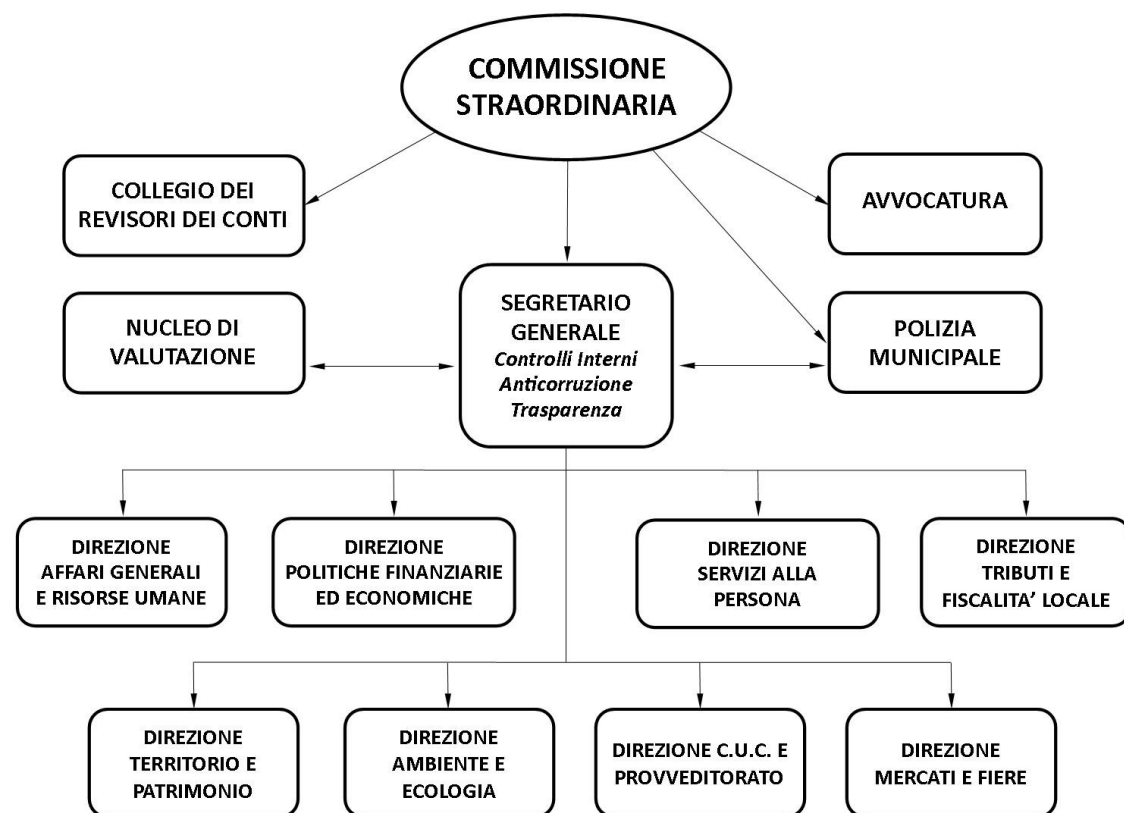 COMMISSIONE
STRAORDINARIA
COLLEGIO DEI
REVISORI DEI CONTI
AVVOCATURA
NUCLEO DI
VALUTAZIONE
SEGRETARIO
GENERALE
Controlli Interni
Anticorruzione
Trasparenza
POLIZIA
MUNICIPALE
DIREZIONE
AFFARI GENERALI
E RISORSE UMANE
DIREZIONE
POLITICHE FINANZIARIE
ED ECONOMICHE
DIREZIONE
SERVIZI ALLA
PERSONA
DIREZIONE
TRIBUTI E
FISCALITA’ LOCALE
DIREZIONE
TERRITORIO E
PATRIMONIO
DIREZIONE
AMBIENTE E
ECOLOGIA
DIREZIONE C.U.C. E
PROVVEDITORATO
DIREZIONE
MERCATI E FIERE